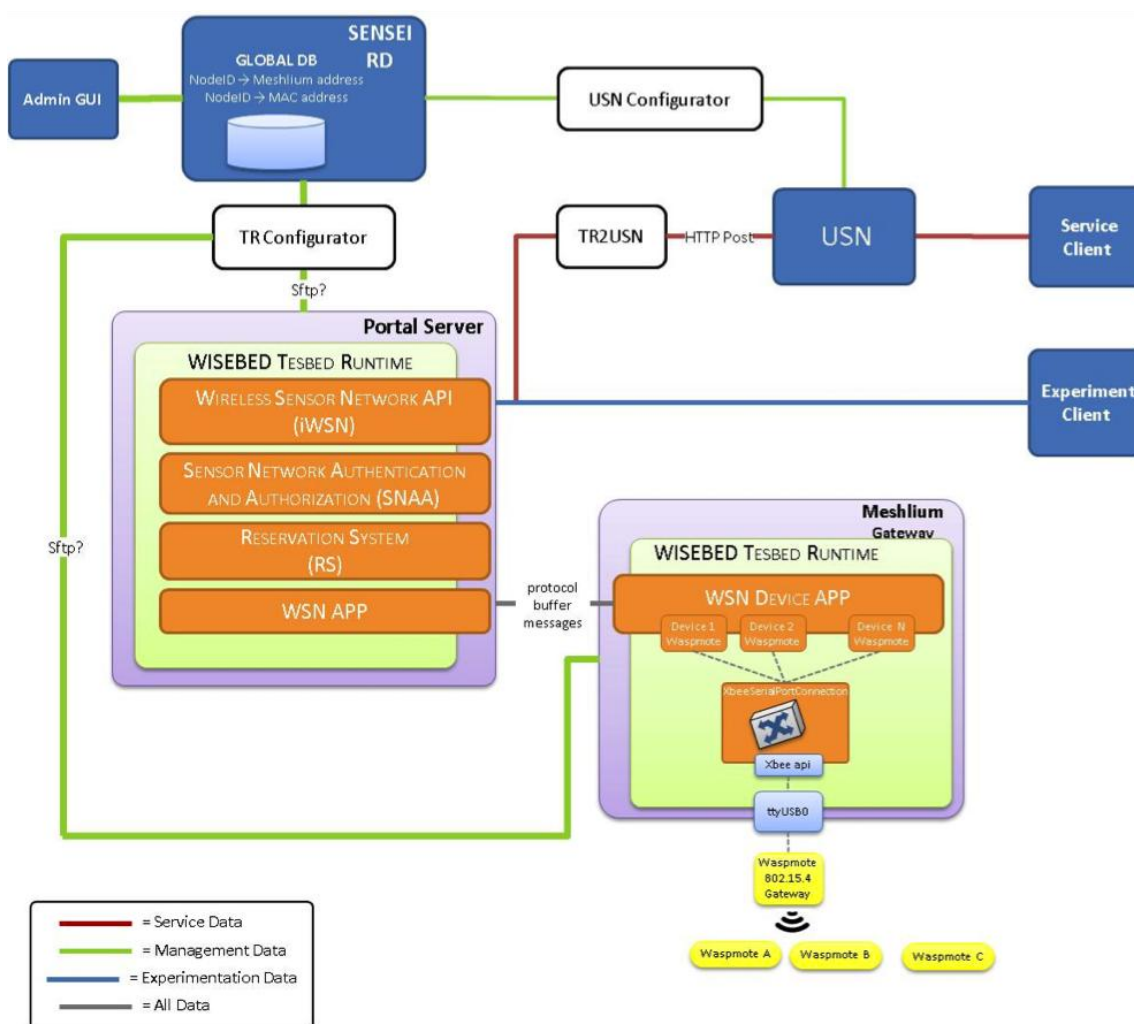 SENSEI
RD
GLOBAL DB
NodeID → Meshlium address
NodeID → MAC address
Admin GUI
USN Configurator
TR Configurator
TR2USN
HTTP Post
USN
Service
Client
Sftp?
Portal Server
WISEBED TESBED RUNTIME
WIRELESS SENSOR NETWORK API
(iWSN)
Experiment
Client
SENSOR NETWORK AUTHENTICATION
AND AUTHORIZATION (SNAA)
RESERVATION SYSTEM
(RS)
WSN APP
Sftp?
protocol
buffer
messages
Meshlium
Gateway
WISEBED TESBED RUNTIME
WSN DEVICE APP
Device 1
Waspmote
Device 2
Waspmote
Device N
Waspmote
XbeeSerialPortConnection
Xbee api
ttyUSB0
Waspmote
802.15.4
Gateway
Waspmote A
Waspmote B
Waspmote C
= Service Data
= Management Data
= Experimentation Data
= All Data